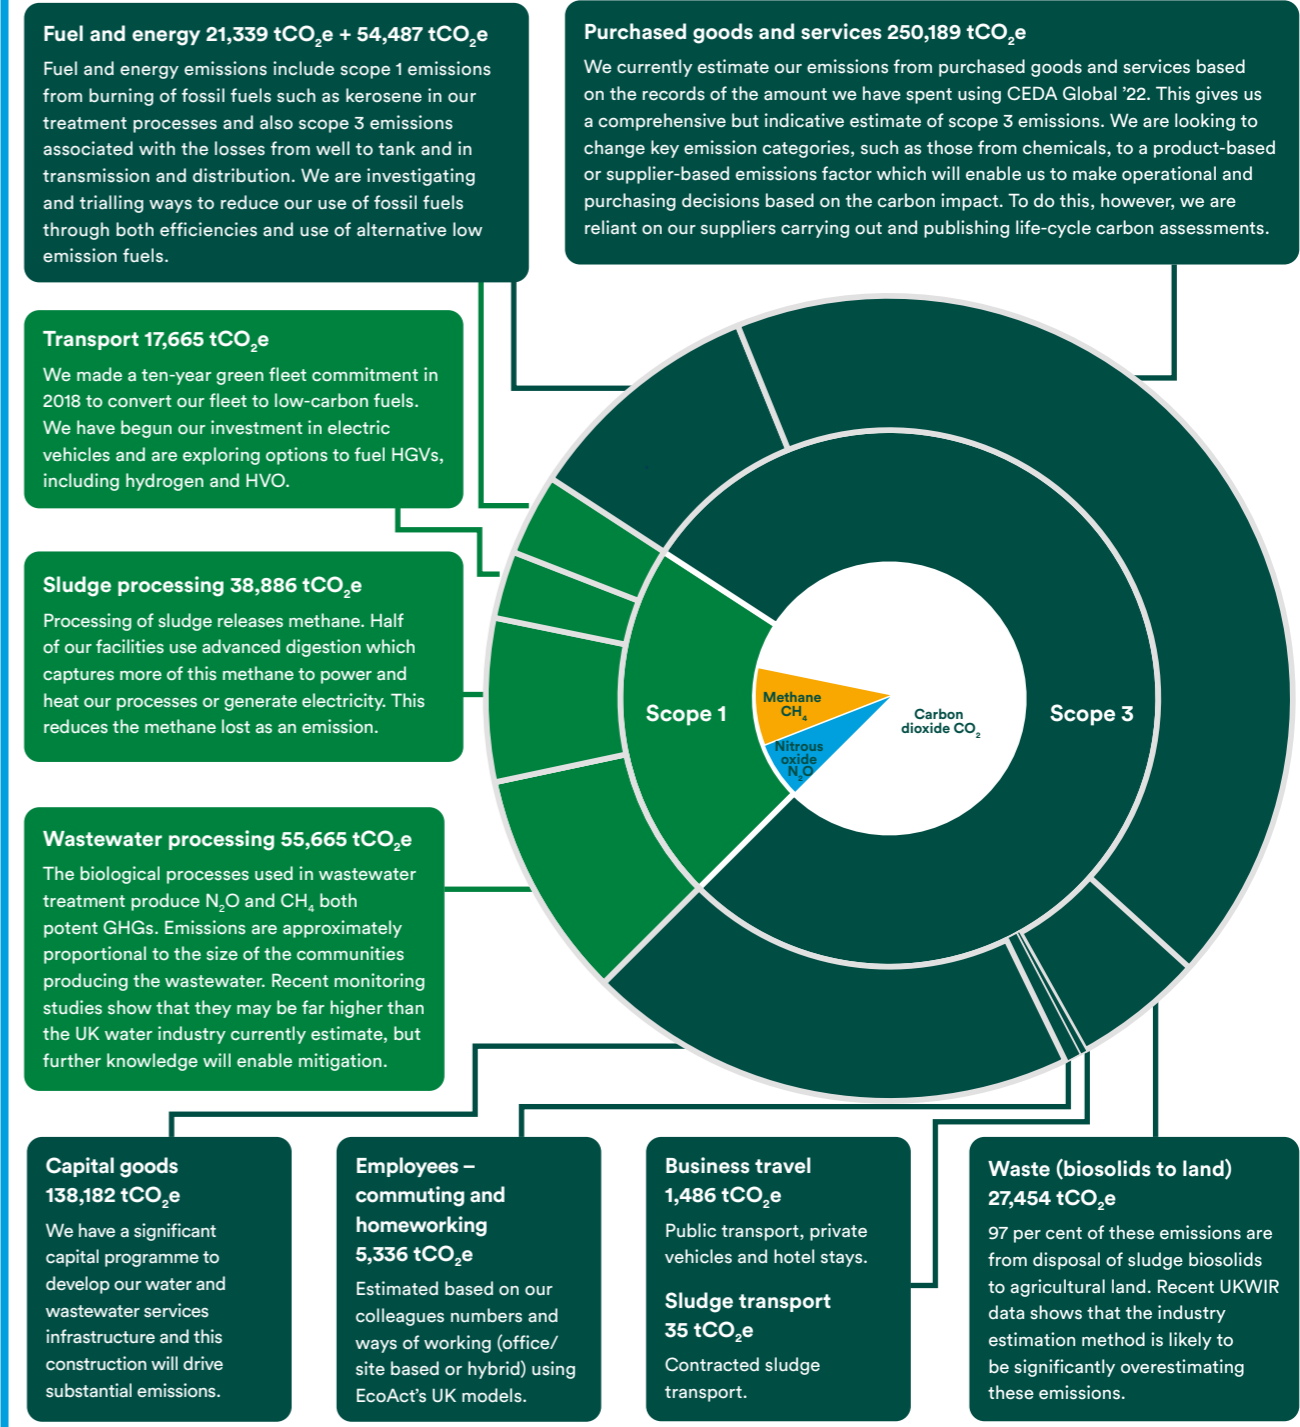 Fuel and energy 21,339 tCO₂e + 54,487 tCO₂e
Fuel and energy emissions include scope 1 emissions
from burning of fossil fuels such as kerosene in our
treatment processes and also scope 3 emissions
associated with the losses from well to tank and in
transmission and distribution. We are investigating
and trialling ways to reduce our use of fossil fuels
through both efficiencies and use of alternative low
emission fuels.
Purchased goods and services 250,189 tCO₂e
We currently estimate our emissions from purchased goods and services based
on the records of the amount we have spent using CEDA Global ’22. This gives us
a comprehensive but indicative estimate of scope 3 emissions. We are looking to
change key emission categories, such as those from chemicals, to a product-based
or supplier-based emissions factor which will enable us to make operational and
purchasing decisions based on the carbon impact. To do this, however, we are
reliant on our suppliers carrying out and publishing life-cycle carbon assessments.
Transport 17,665 tCO₂e
We made a ten-year green fleet commitment in
2018 to convert our fleet to low-carbon fuels.
We have begun our investment in electric
vehicles and are exploring options to fuel HGVs,
including hydrogen and HVO.
Sludge processing 38,886 tCO₂e
Processing of sludge releases methane. Half
of our facilities use advanced digestion which
captures more of this methane to power and
heat our processes or generate electricity. This
reduces the methane lost as an emission.
Wastewater processing 55,665 tCO₂e
The biological processes used in wastewater
treatment produce N₂O and CH₄ both
potent GHGs. Emissions are approximately
proportional to the size of the communities
producing the wastewater. Recent monitoring
studies show that they may be far higher than
the UK water industry currently estimate, but
further knowledge will enable mitigation.
Scope 1
Methane
CH₄
Nitrous
oxide
N₂O
Carbon
dioxide CO₂
Scope 3
Capital goods
138,182 tCO₂e
We have a significant
capital programme to
develop our water and
wastewater services
infrastructure and this
construction will drive
substantial emissions.
Employees –
commuting and
homeworking
5,336 tCO₂e
Estimated based on our
colleagues numbers and
ways of working (office/
site based or hybrid) using
EcoAct’s UK models.
Business travel
1,486 tCO₂e
Public transport, private
vehicles and hotel stays.
Sludge transport
35 tCO₂e
Contracted sludge
transport.
Waste (biosolids to land)
27,454 tCO₂e
97 per cent of these emissions are
from disposal of sludge biosolids
to agricultural land. Recent UKWIR
data shows that the industry
estimation method is likely to
be significantly overestimating
these emissions.